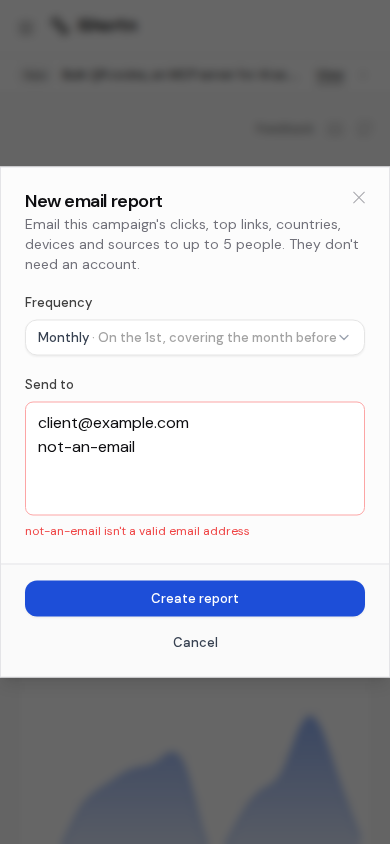 New email report
Email this campaign's clicks, top links, countries,
devices and sources to up to 5 people. They don't
need an account.
Frequency
Monthly · On the 1st, covering the month before
Send to
client@example.com
not-an-email
not-an-email isn't a valid email address
Create report
Cancel